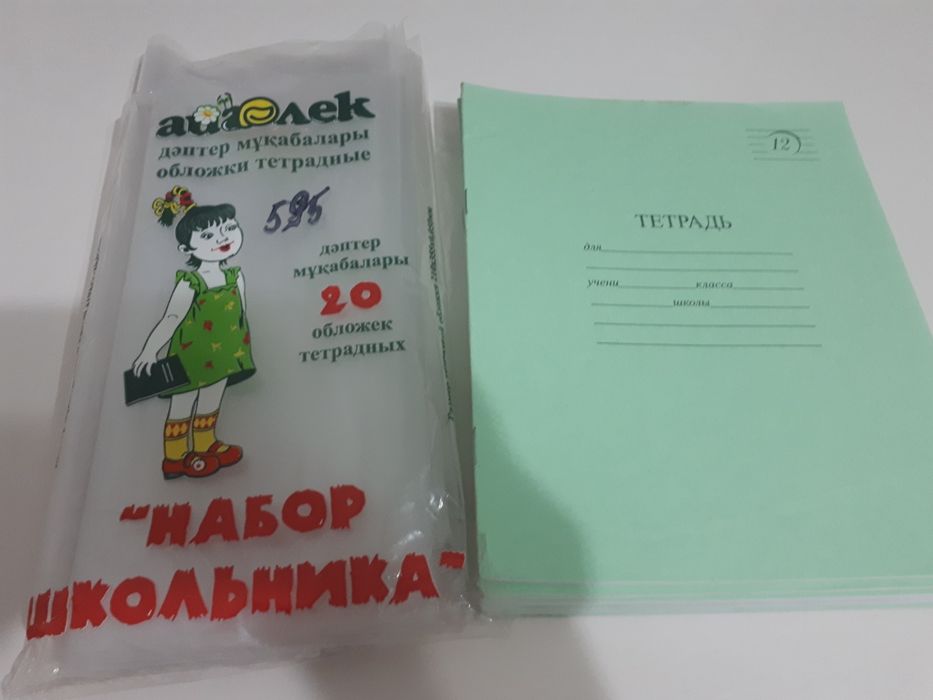 айгөлек
дәптер мұқабалары
обложки тетрадные
595
дәптер
мұқабалары
20
обложек
тетрадных
"НАБОР
ШКОЛЬНИКА"
12
ТЕТРАДЬ
для
учени класса
школы